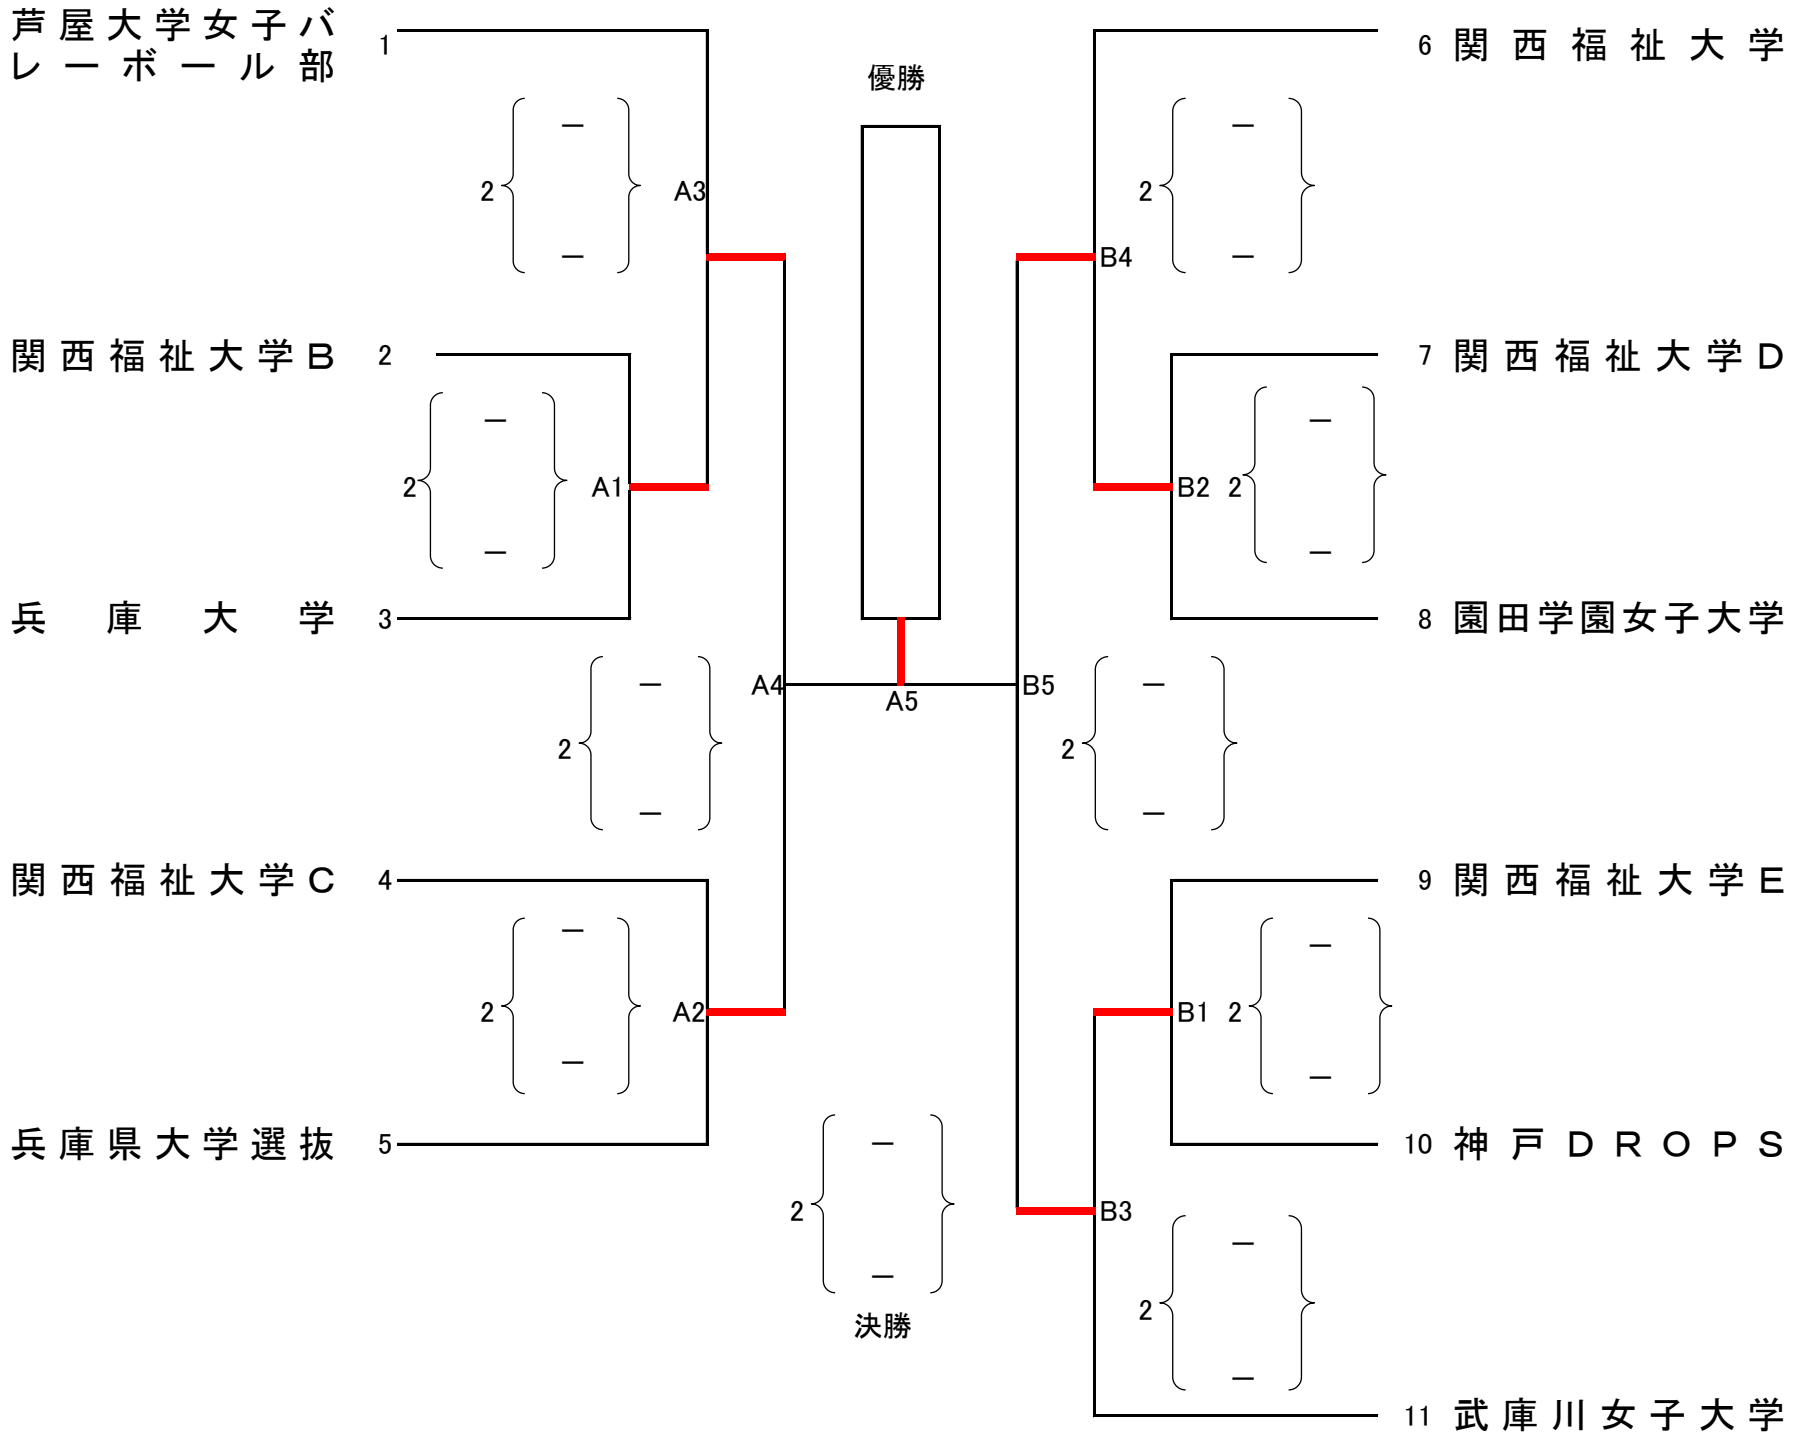 芦屋大学女子バ
レーボール部
1
6 関西福祉大学
優勝
－
－
2
A3
2
－
－
B4
関西福祉大学B 2
7 関西福祉大学D
－
－
2
A1
B2
2
－
－
兵庫大学 3
8 園田学園女子大学
－
－
A4
A5
B5
2
2
－
－
関西福祉大学C 4
9 関西福祉大学E
－
－
2
A2
B1
2
－
－
兵庫県大学選抜 5
10 神戸DROPS
－
2
－
決勝
B3
－
2
－
11 武庫川女子大学